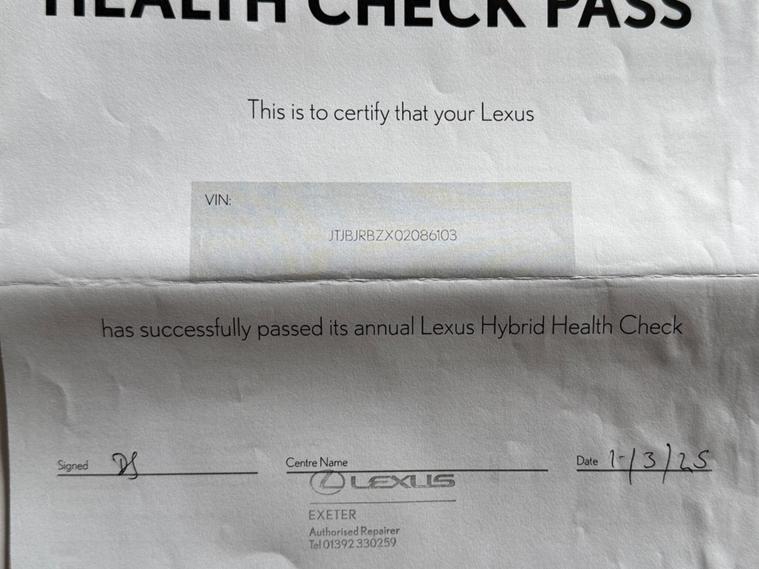 HEALTH CHECK PASS
This is to certify that your Lexus
VIN:
JTJBJRBZX02086103
has successfully passed its annual Lexus Hybrid Health Check
Signed DS
Centre Name
Date 1-/3/25
LEXUS
EXETER
Authorised Repairer
Tel 01392 330259